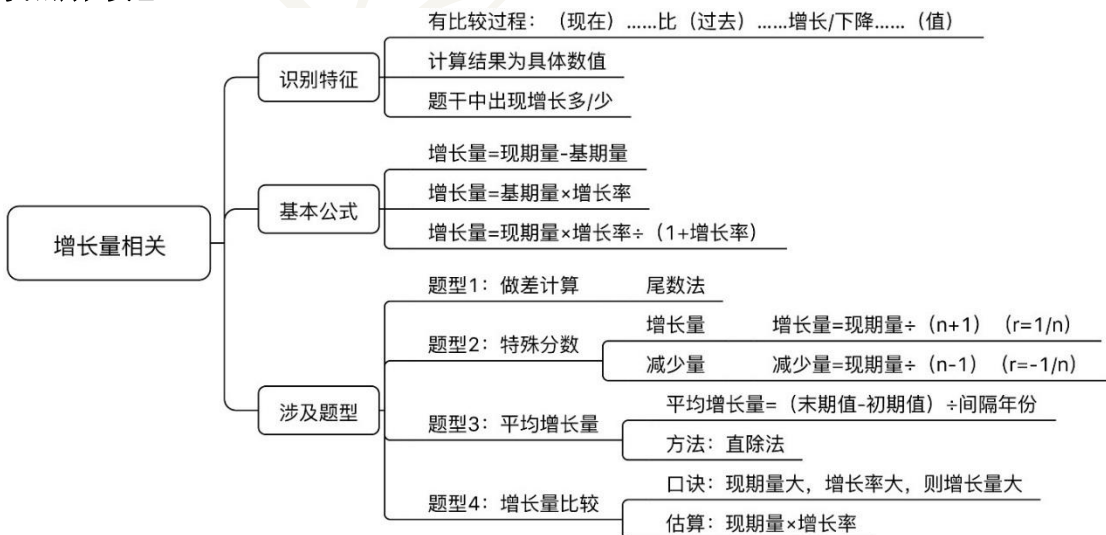 增长量相关
识别特征
有比较过程：（现在）……比（过去）……增长/下降……（值）
计算结果为具体数值
题干中出现增长多/少
基本公式
增长量=现期量-基期量
增长量=基期量×增长率
增长量=现期量×增长率÷（1+增长率）
涉及题型
题型1：做差计算 尾数法
题型2：特殊分数
增长量 增长量=现期量÷（n+1）（r=1/n）
减少量 减少量=现期量÷（n-1）（r=-1/n）
题型3：平均增长量
平均增长量=（末期值-初期值）÷间隔年份
方法：直除法
题型4：增长量比较
口诀：现期量大，增长率大，则增长量大
估算：现期量×增长率